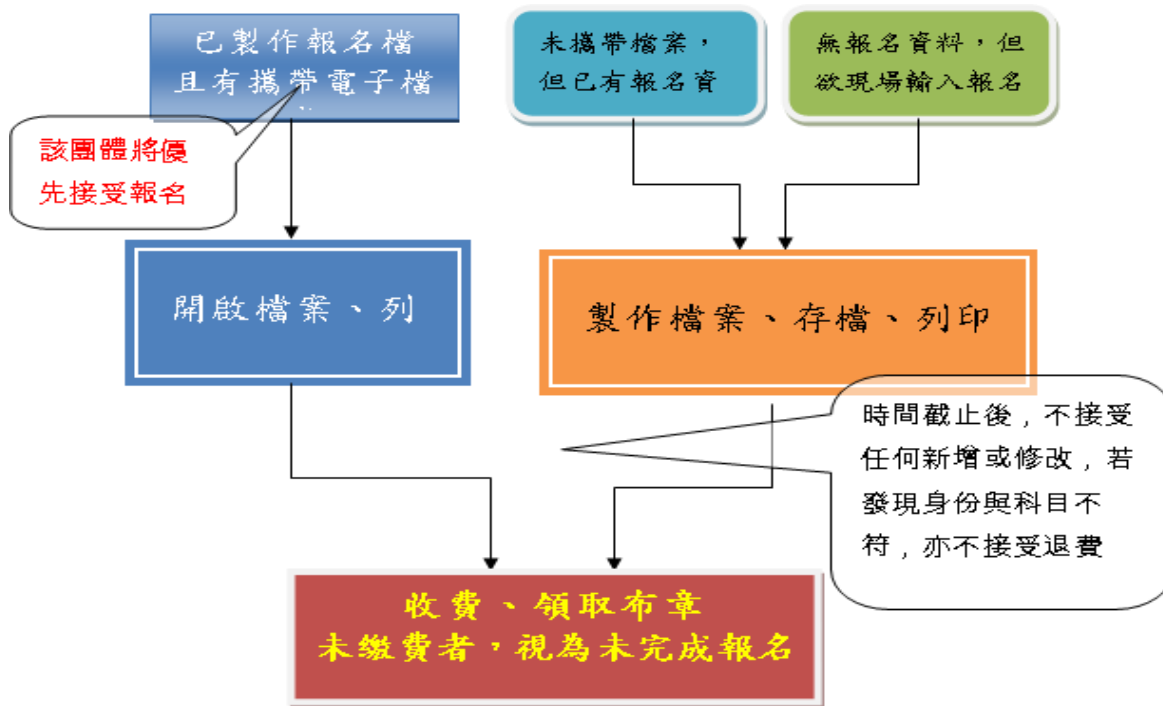 已製作報名檔
且有攜帶電子檔
未攜帶檔案，
但已有報名資
無報名資料，但
欲現場輸入報名
該團體將優
先接受報名
開啟檔案、列
製作檔案、存檔、列印
時間截止後，不接受
任何新增或修改，若
發現身份與科目不
符，亦不接受退費
收費、領取布章
未繳費者，視為未完成報名